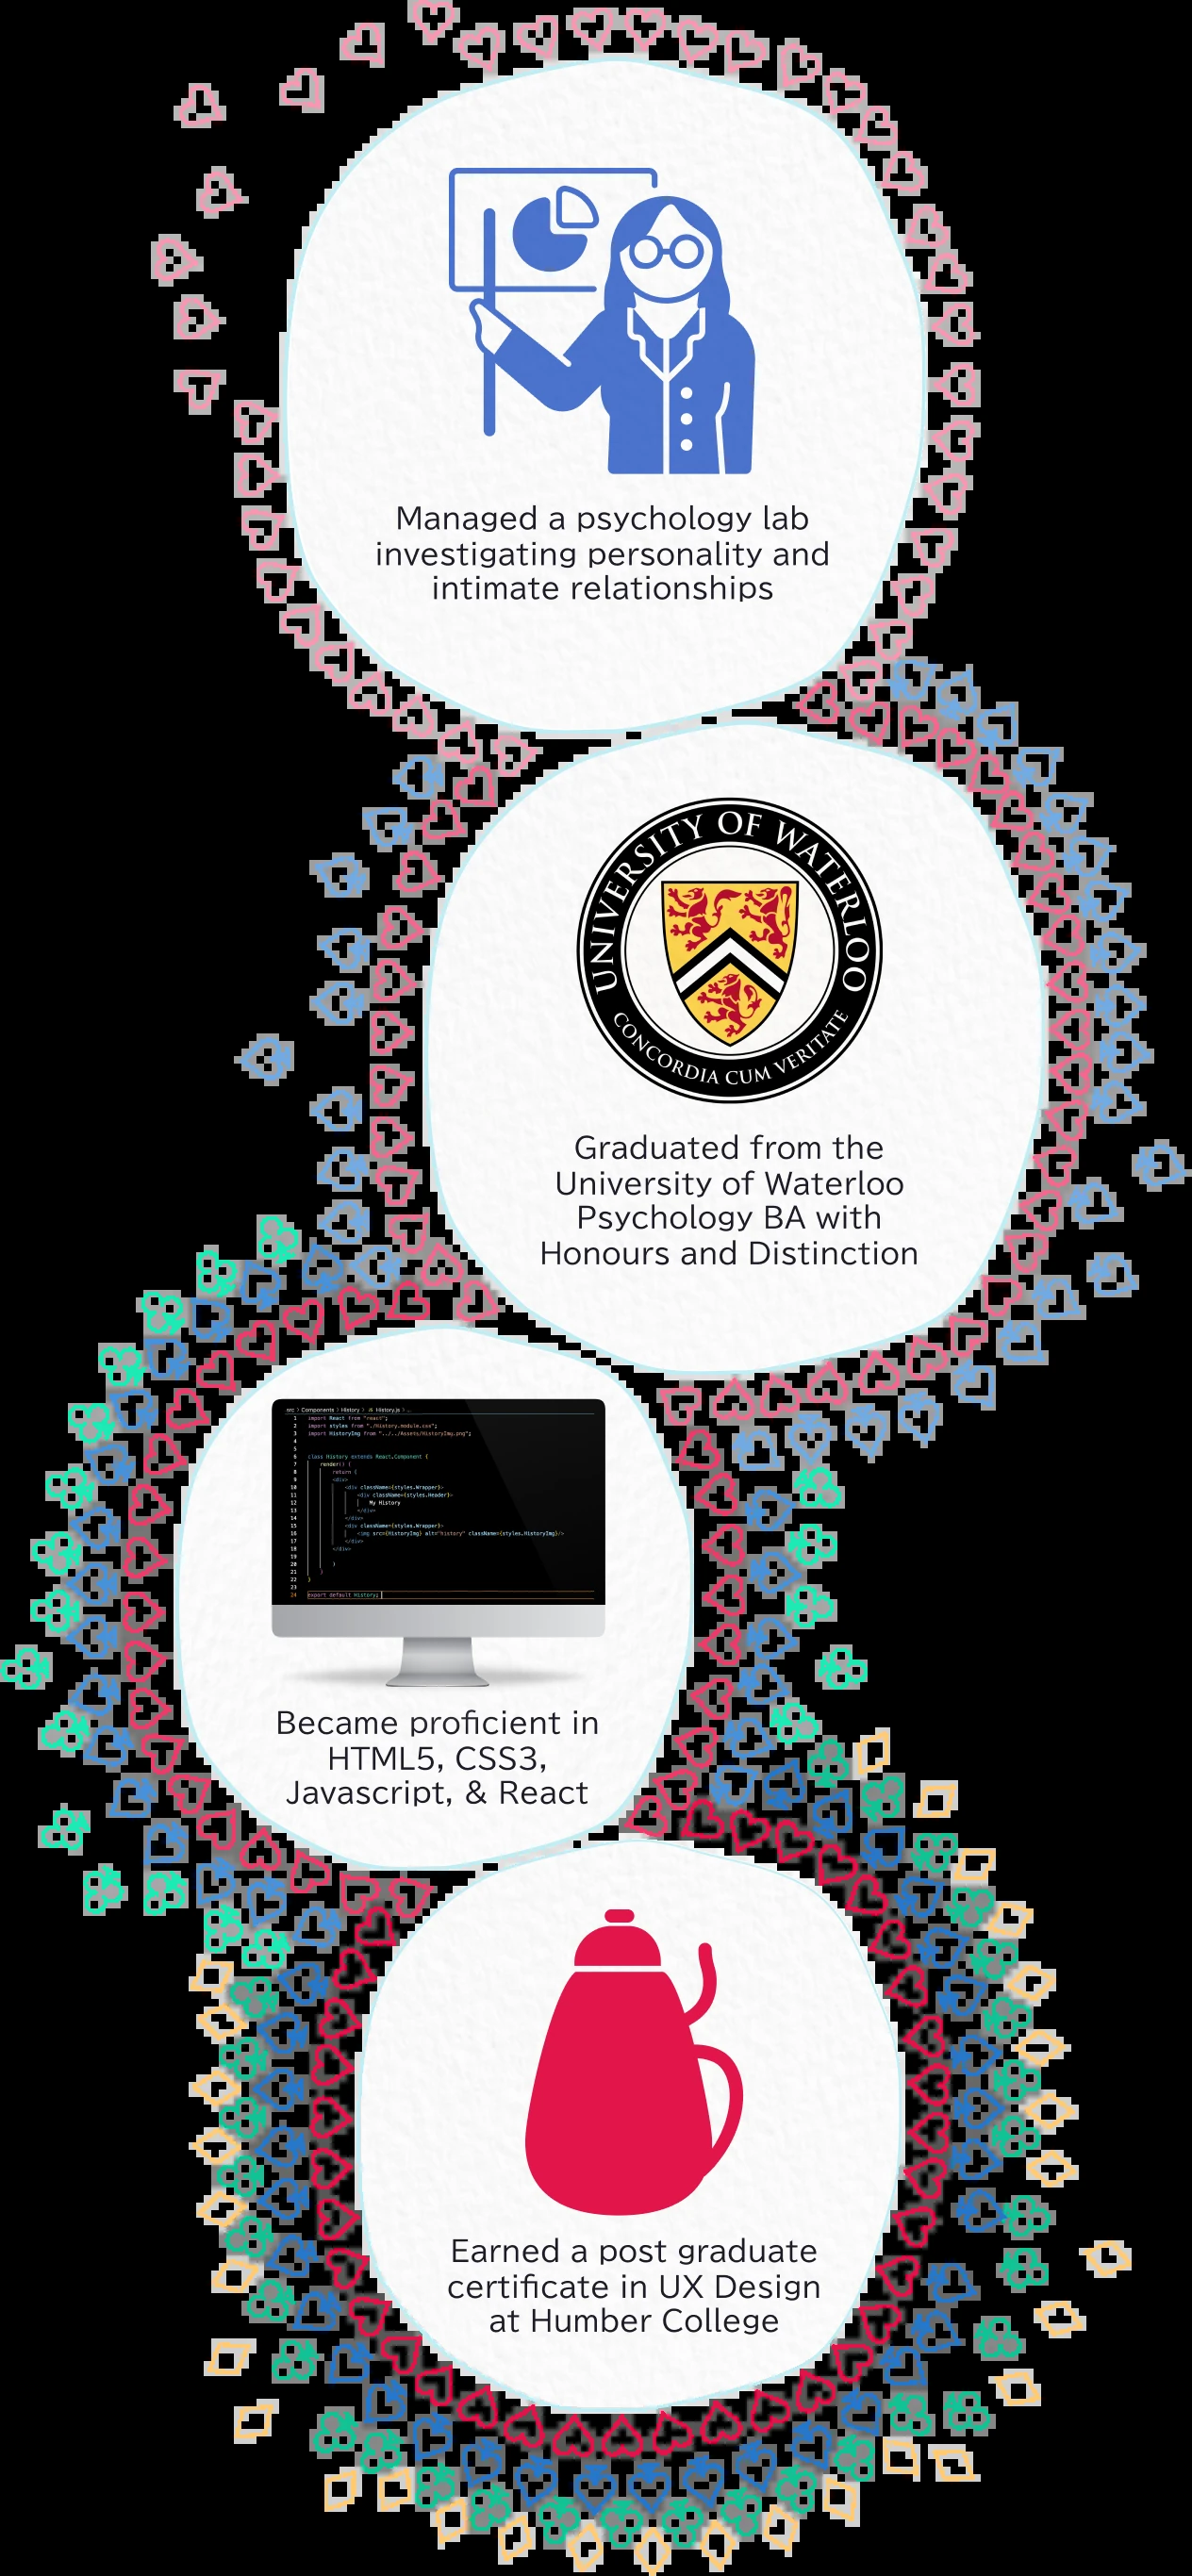 Managed a psychology lab
investigating personality and
intimate relationships
UNIVERSITY OF WATERLOO
CONCORDIA CUM VERITATE
Graduated from the
University of Waterloo
Psychology BA with
Honours and Distinction
src > Components > History > JS History.js > ...
1 import React from "react";
2 import styles from "./History.module.css";
3 import HistoryImg from "../../Assets/HistoryImg.png";
4
5
6 class History extends React.Component {
7 render() {
8 return (
9 <div>
10 <div className={styles.Wrapper}>
11 <div className={styles.Header}>
12 My History
13 </div>
14 </div>
15 <div className={styles.Wrapper}>
16 <img src={HistoryImg} alt="history" className={styles.HistoryImg}/>
17 </div>
18 </div>
19
20 )
21 }
22 }
23
24 export default History;
Became proficient in
HTML5, CSS3,
Javascript, & React
Earned a post graduate
certificate in UX Design
at Humber College